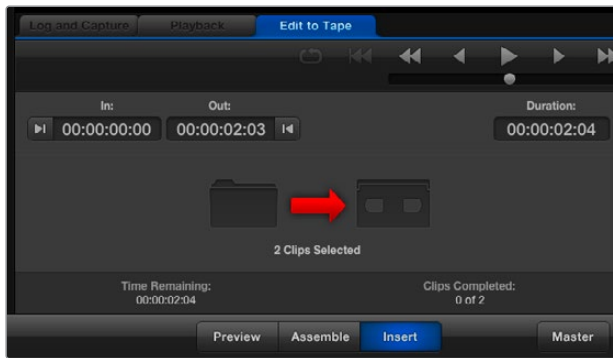 Log and Capture Playback Edit to Tape
In: Out: Duration:
00:00:00:00 00:00:02:03 00:00:02:04
2 Clips Selected
Time Remaining: Clips Completed:
00:00:02:04 0 of 2
Preview Assemble Insert Master